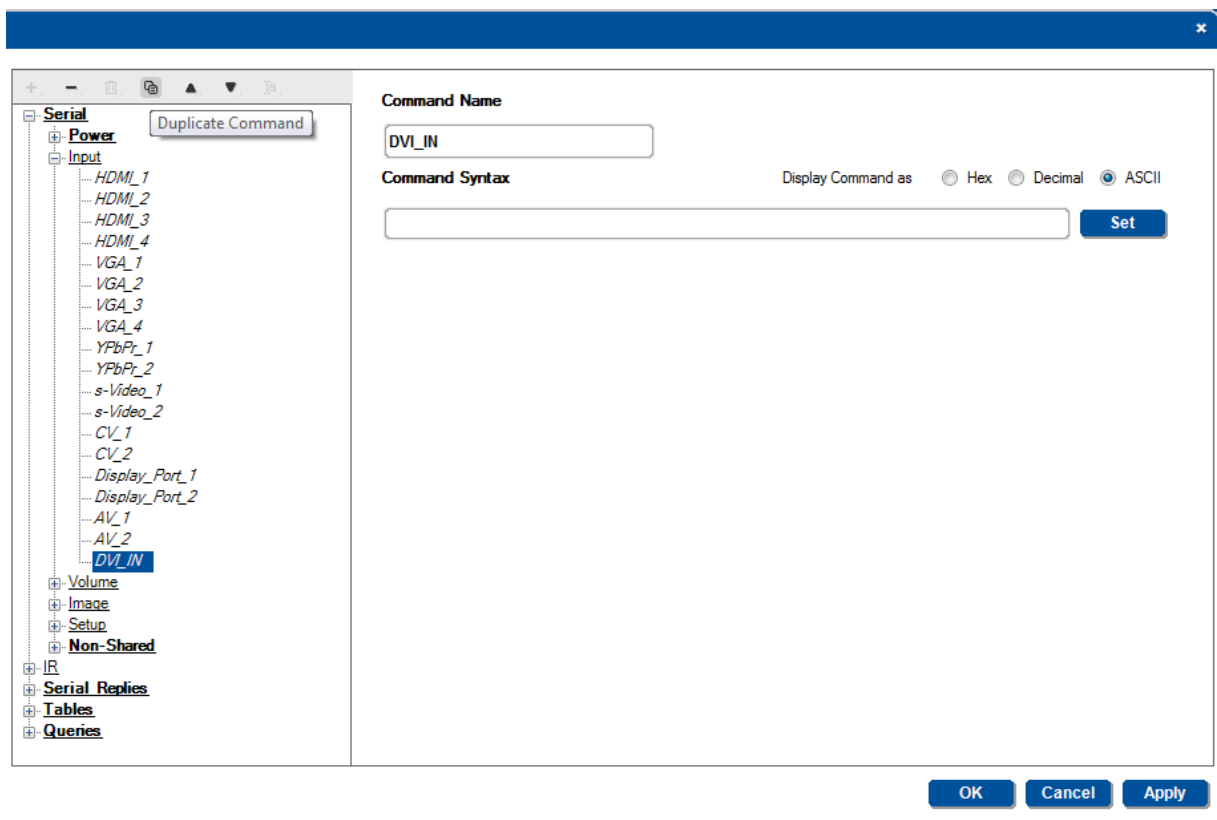 Duplicate Command
Serial
Power
Input
HDMI_1
HDMI_2
HDMI_3
HDMI_4
VGA_1
VGA_2
VGA_3
VGA_4
YPbPr_1
YPbPr_2
s-Video_1
s-Video_2
CV_1
CV_2
Display_Port_1
Display_Port_2
AV_1
AV_2
DVI_IN
Volume
Image
Setup
Non-Shared
IR
Serial Replies
Tables
Queries
Command Name
DVI_IN
Command Syntax Display Command as Hex Decimal ASCII
Set
OK Cancel Apply